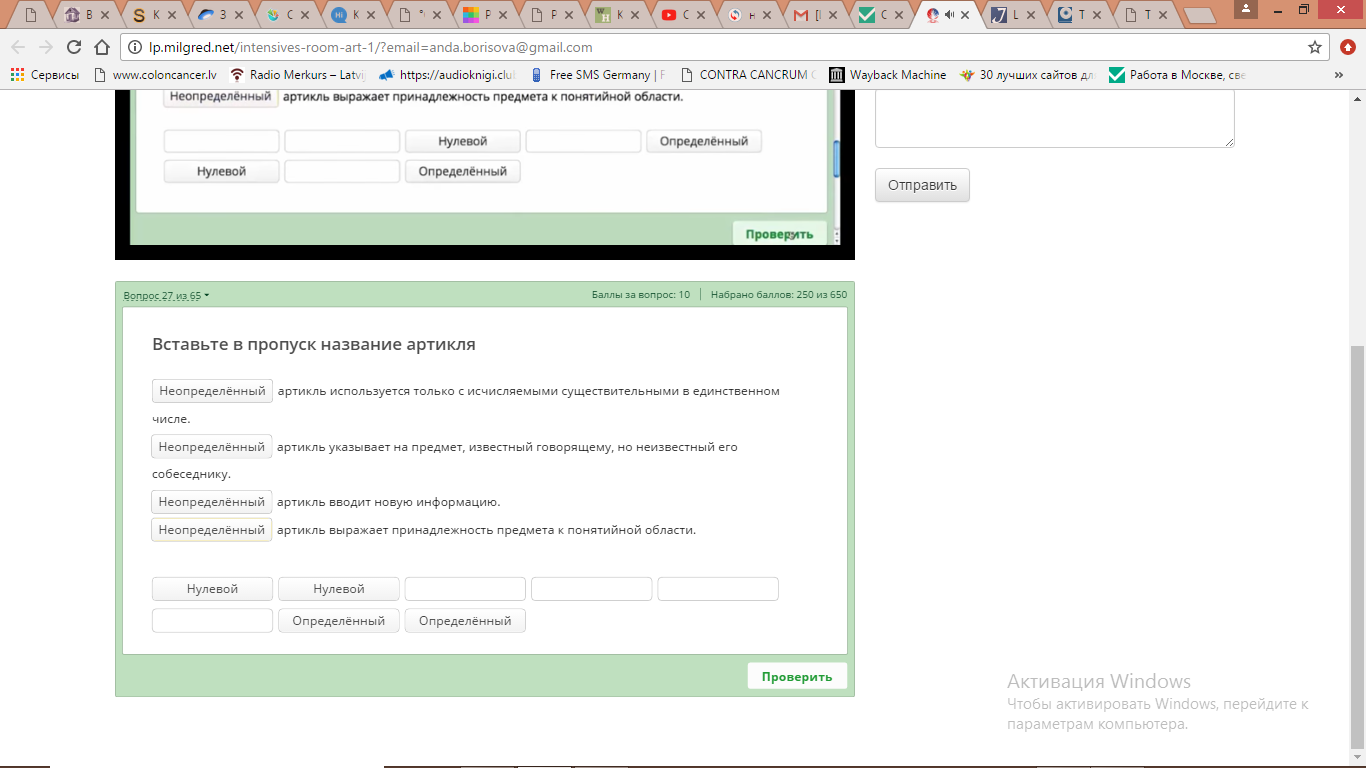 B
S K
З
C
Hi K
P
P
K
C
н
M [
C
L
T
T
lp.milgred.net/intensives-room-art-1/?email=anda.borisova@gmail.com
Сервисы www.coloncancer.lv Radio Merkurs – Latvij https://audioknigi.clu Free SMS Germany | F CONTRA CANCRUM Wayback Machine 30 лучших сайтов дл Работа в Москве, све »
Неопределённый артикль выражает принадлежность предмета к понятийной области.
Нулевой Определённый
Нулевой Определённый
Проверить
Отправить
Вопрос 27 из 65 Баллы за вопрос: 10 | Набрано баллов: 250 из 650
Вставьте в пропуск название артикля
Неопределённый артикль используется только с исчисляемыми существительными в единственном
числе.
Неопределённый артикль указывает на предмет, известный говорящему, но неизвестный его
собеседнику.
Неопределённый артикль вводит новую информацию.
Неопределённый артикль выражает принадлежность предмета к понятийной области.
Нулевой Нулевой
Определённый Определённый
Проверить
Активация Windows
Чтобы активировать Windows, перейдите к
параметрам компьютера.